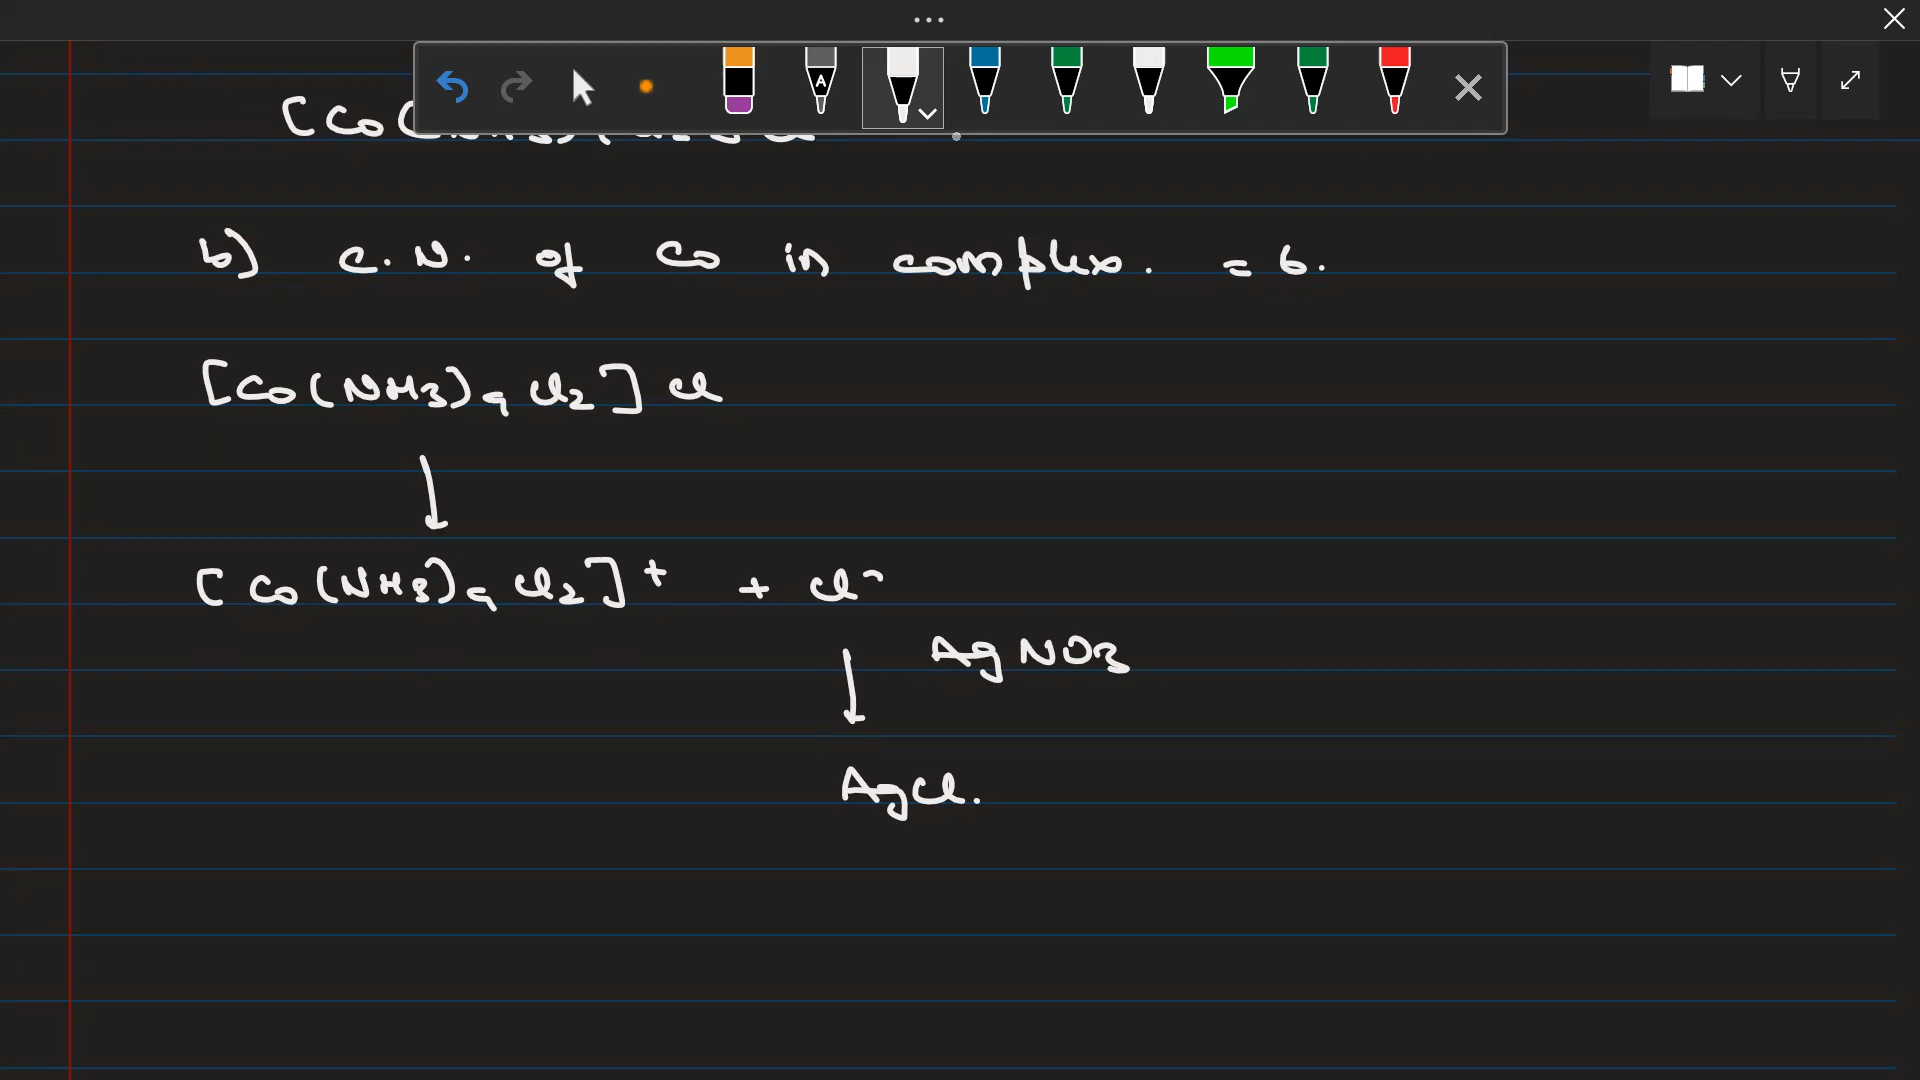 [Co(
b) C.N. of Co in complex. = 6.
[Co(NH3)4 Cl2] Cl
↓
[Co(NH3)4 Cl2]+ + Cl-
↓ AgNO3
AgCl.